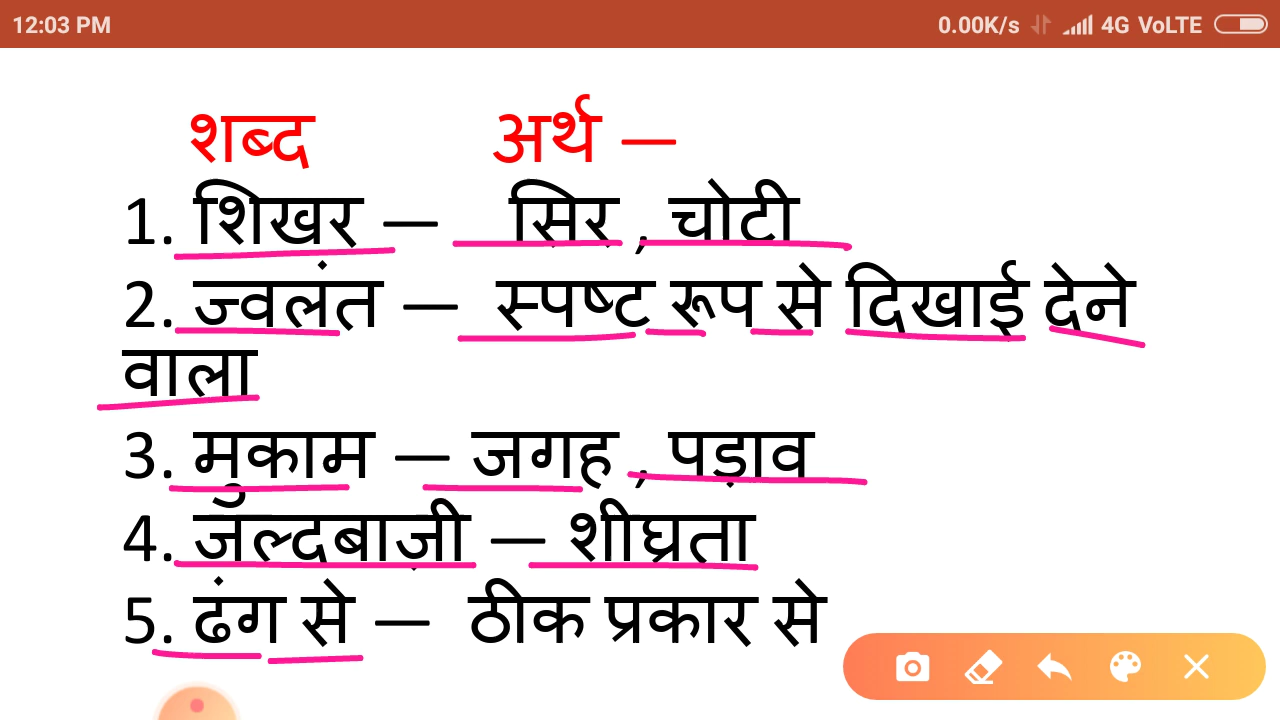 12:03 PM 0.00K/s 4G VoLTE
शब्द अर्थ —
1. शिखर — सिर , चोटी
2. ज्वलंत — स्पष्ट रूप से दिखाई देने
वाला
3. मुकाम — जगह , पड़ाव
4. जल्दबाज़ी — शीघ्रता
5. ढंग से — ठीक प्रकार से